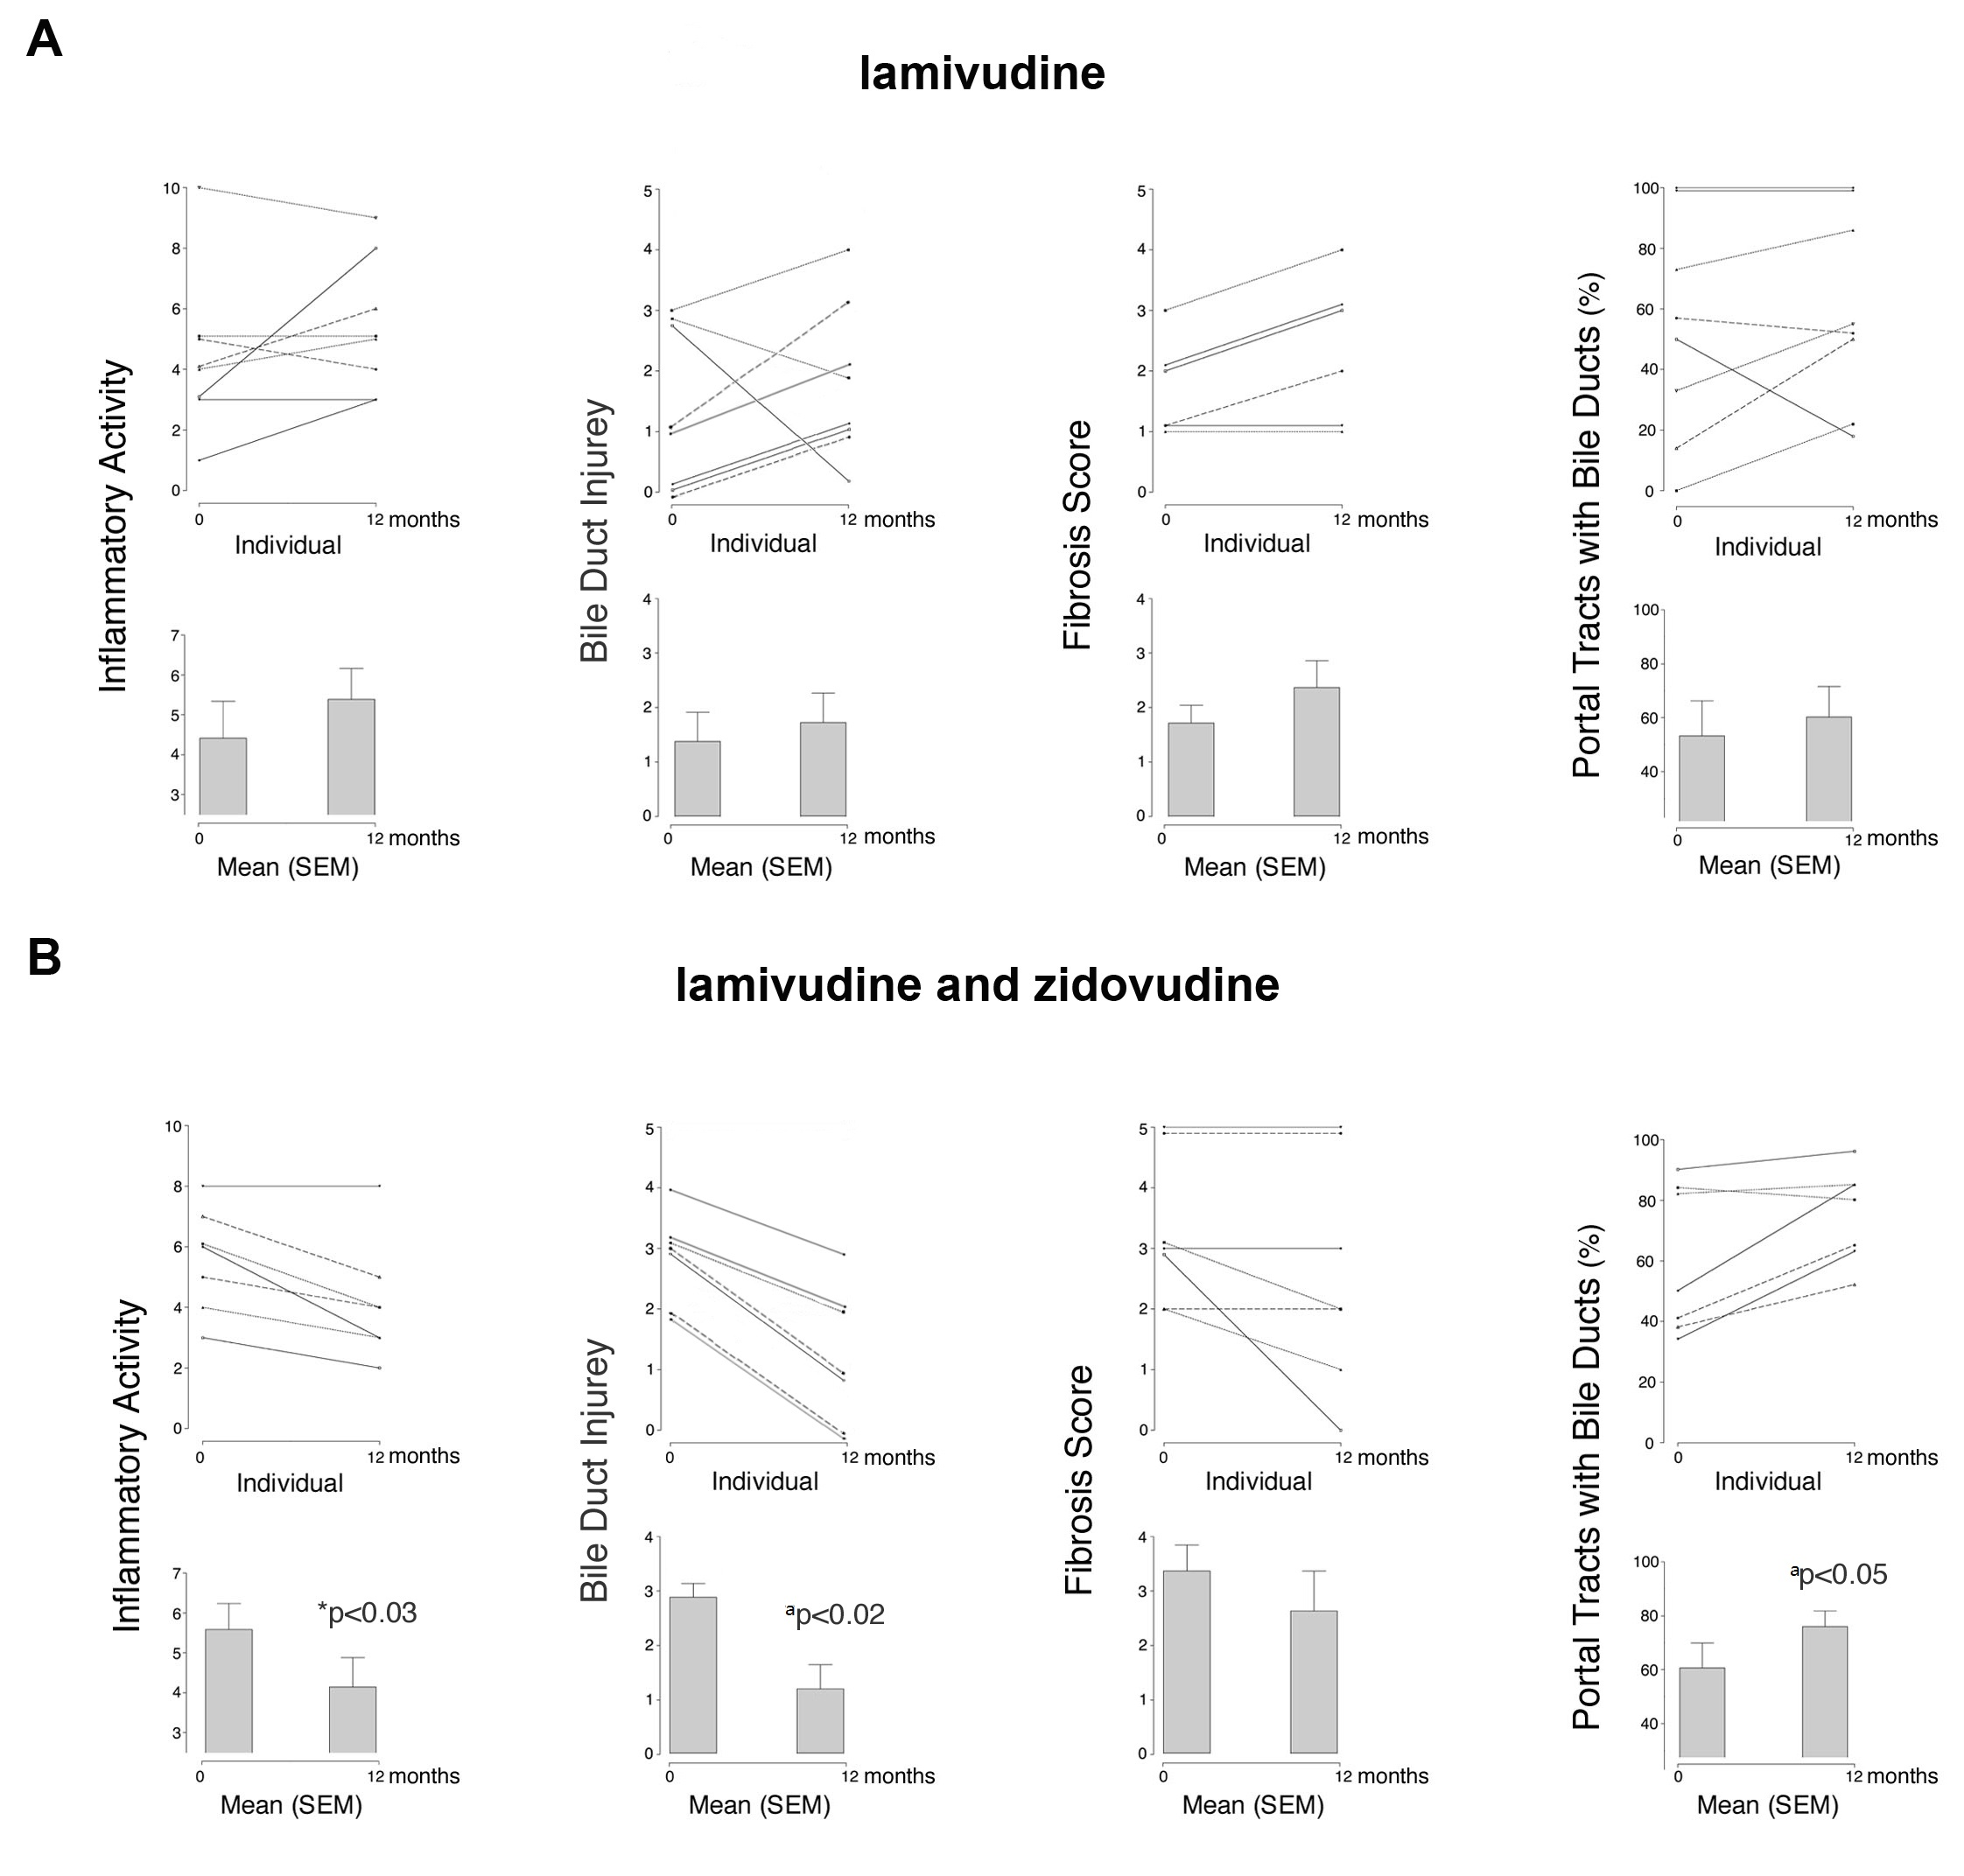 A
lamivudine
Inflammatory Activity
10
8
6
4
2
0
0 12 months
Individual
7
6
5
4
3
0 12 months
Mean (SEM)
Bile Duct Injurey
5
4
3
2
1
0
0 12 months
Individual
4
3
2
1
0
0 12 months
Mean (SEM)
Fibrosis Score
5
4
3
2
1
0
0 12 months
Individual
4
3
2
1
0
0 12 months
Mean (SEM)
Portal Tracts with Bile Ducts (%)
100
80
60
40
20
0
0 12 months
Individual
100
80
60
40
0 12 months
Mean (SEM)
B
lamivudine and zidovudine
Inflammatory Activity
10
8
6
4
2
0
0 12 months
Individual
7
6
5
4
3
*p<0.03
0 12 months
Mean (SEM)
Bile Duct Injurey
5
4
3
2
1
0
0 12 months
Individual
4
3
2
1
0
ap<0.02
0 12 months
Mean (SEM)
Fibrosis Score
5
4
3
2
1
0
0 12 months
Individual
4
3
2
1
0
0 12 months
Mean (SEM)
Portal Tracts with Bile Ducts (%)
100
80
60
40
20
0
0 12 months
Individual
100
80
60
40
ap<0.05
0 12 months
Mean (SEM)